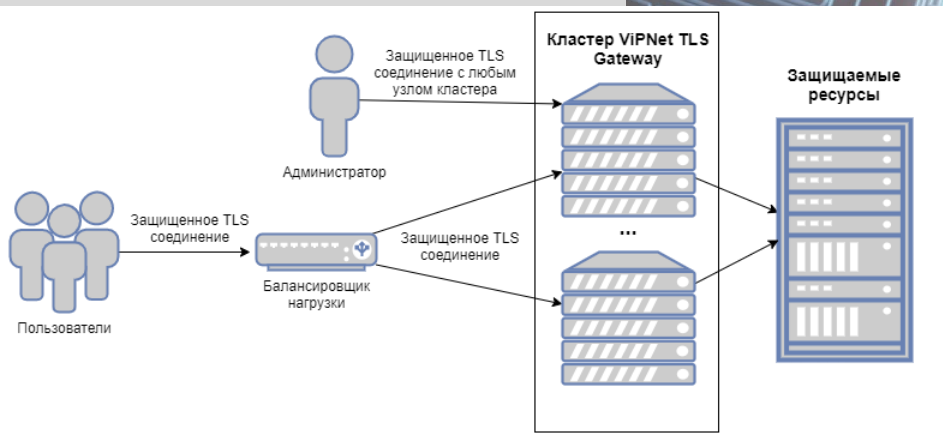 Кластер ViPNet TLS
Gateway
Защищенное TLS
соединение с любым
узлом кластера
Защищаемые
ресурсы
Администратор
Защищенное TLS
соединение
Защищенное TLS
соединение
...
Балансировщик
нагрузки
Пользователи